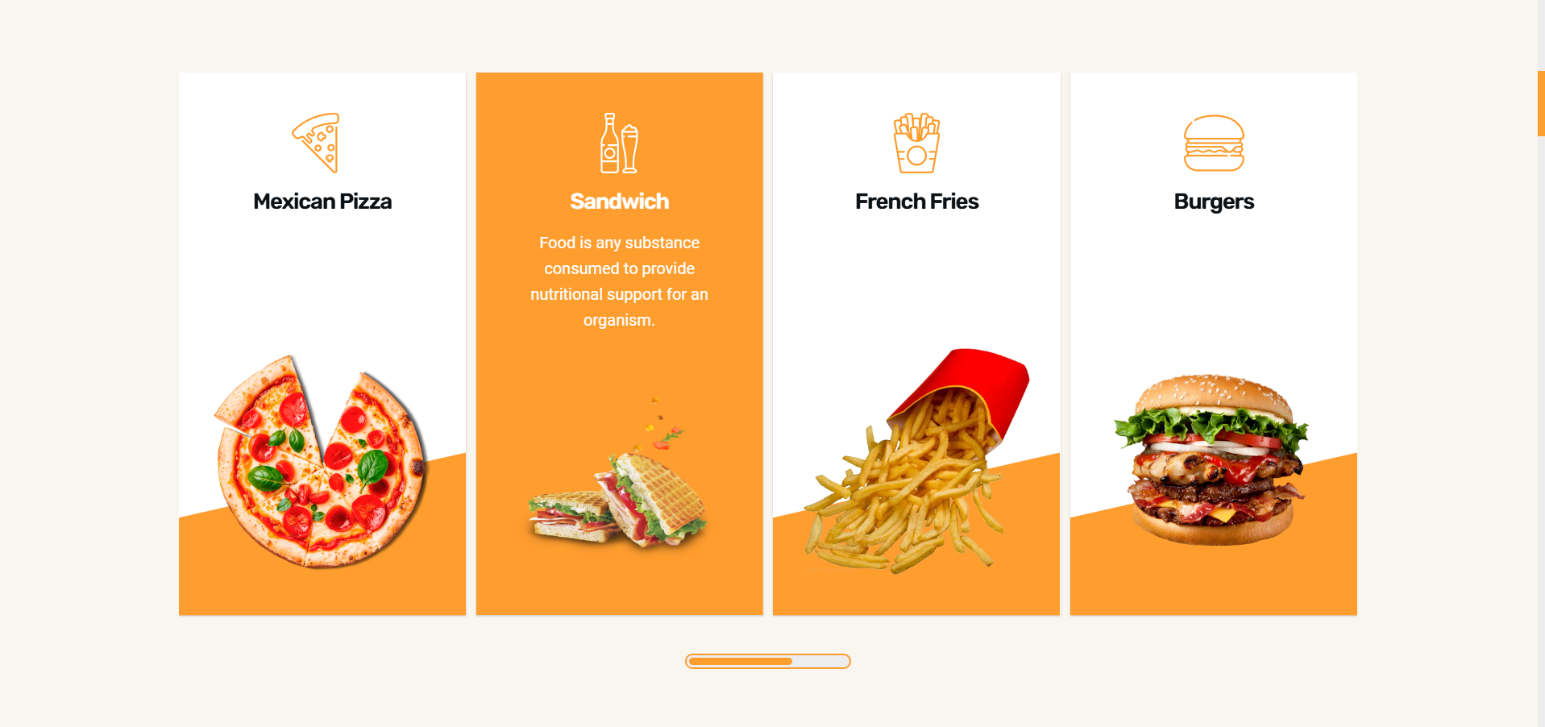 Mexican Pizza
Sandwich
Food is any substance
consumed to provide
nutritional support for an
organism.
French Fries
Burgers